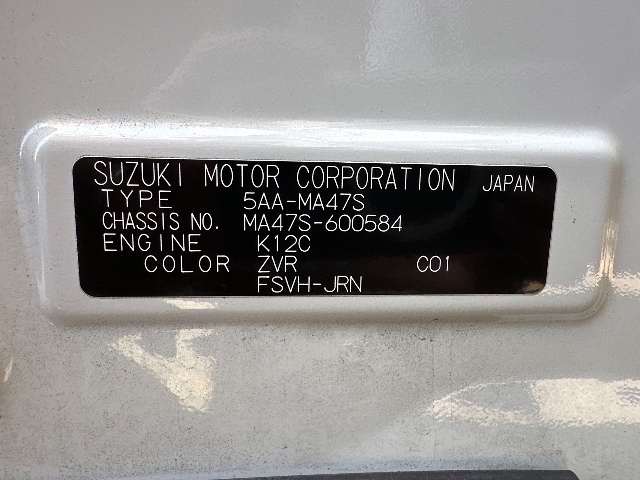 SUZUKI MOTOR CORPORATION JAPAN
TYPE 5AA-MA47S
CHASSIS NO. MA47S-600584
ENGINE K12C
COLOR ZVR C01
FSVH-JRN